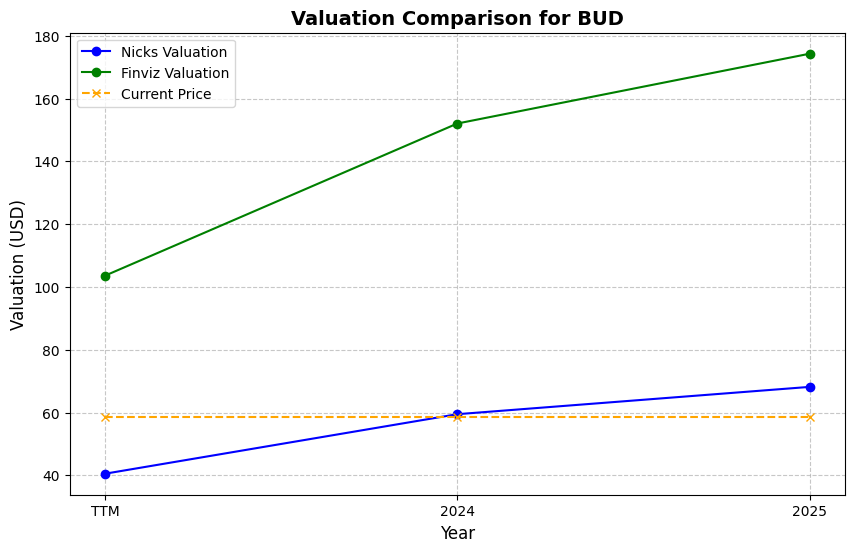 Valuation Comparison for BUD
Nicks Valuation
Finviz Valuation
Current Price
Valuation (USD)
180
160
140
120
100
80
60
40
TTM 2024 2025
Year